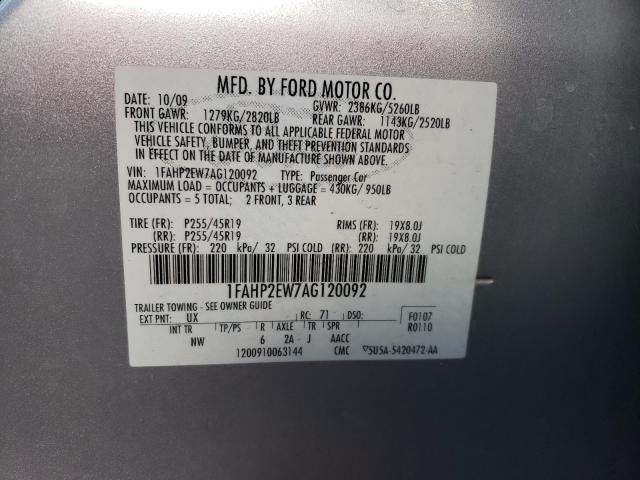 MFD. BY FORD MOTOR CO.
DATE: 10/09 GVWR: 2386KG/5260LB
FRONT GAWR: 1279KG/2820LB REAR GAWR: 1143KG/2520LB
THIS VEHICLE CONFORMS TO ALL APPLICABLE FEDERAL MOTOR
VEHICLE SAFETY, BUMPER, AND THEFT PREVENTION STANDARDS
IN EFFECT ON THE DATE OF MANUFACTURE SHOWN ABOVE.
VIN: 1FAHP2EW7AG120092 TYPE: Passenger Car
MAXIMUM LOAD = OCCUPANTS + LUGGAGE = 430KG/ 950LB
OCCUPANTS = 5 TOTAL; 2 FRONT, 3 REAR
TIRE (FR): P255/45R19 RIMS (FR): 19X8.0J
(RR): P255/45R19 (RR): 19X8.0J
PRESSURE (FR): 220 kPa/ 32 PSI COLD (RR): 220 kPa/ 32 PSI COLD
1FAHP2EW7AG120092
TRAILER TOWING - SEE OWNER GUIDE
EXT PNT: UX RC: 71 DSO: F0107
INT TR TP/PS R AXLE TR SPR R0110
NW 6 2A J AACC
1200910063144 CMC 5U5A-5420472-AA